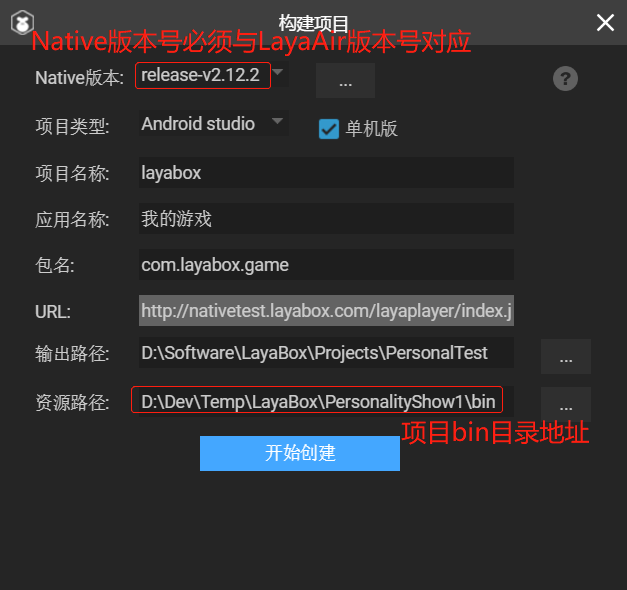 构建项目
Native版本号必须与LayaAir版本号对应
Native版本: release-v2.12.2 ... ?
项目类型: Android studio 单机版
项目名称: layabox
应用名称: 我的游戏
包名: com.layabox.game
URL: http://nativetest.layabox.com/layaplayer/index.j
输出路径: D:\Software\LayaBox\Projects\PersonalTest ...
资源路径: D:\Dev\Temp\LayaBox\PersonalityShow1\bin ...
项目bin目录地址
开始创建